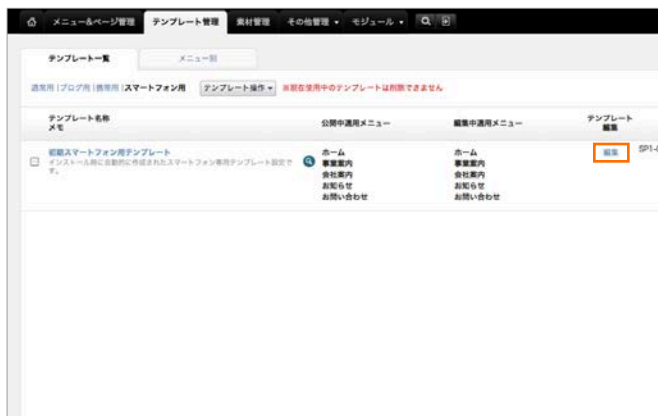 メニュー&ページ管理 テンプレート管理 素材管理 その他管理 モジュール
テンプレート一覧 メニュー別
通常用 | ブログ用 | 携帯用 | スマートフォン用 テンプレート操作 ※現在使用中のテンプレートは削除できません
テンプレート名称 公開中適用メニュー 編集中適用メニュー テンプレート
メモ 編集
初期スマートフォン用テンプレート ホーム ホーム 編集
インストール時に自動的に作成されたスマートフォン専用テンプレート設定で 事業案内 事業案内
す。 会社案内 会社案内
お知らせ お知らせ
お問い合わせ お問い合わせ